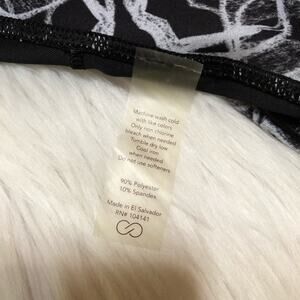 Machine wash cold
with like colors
Only non chlorine
bleach when needed
Tumble dry low
Cool iron
when needed
Do not use softeners
90% Polyester
10% Spandex
Made in El Salvador
RN# 104141